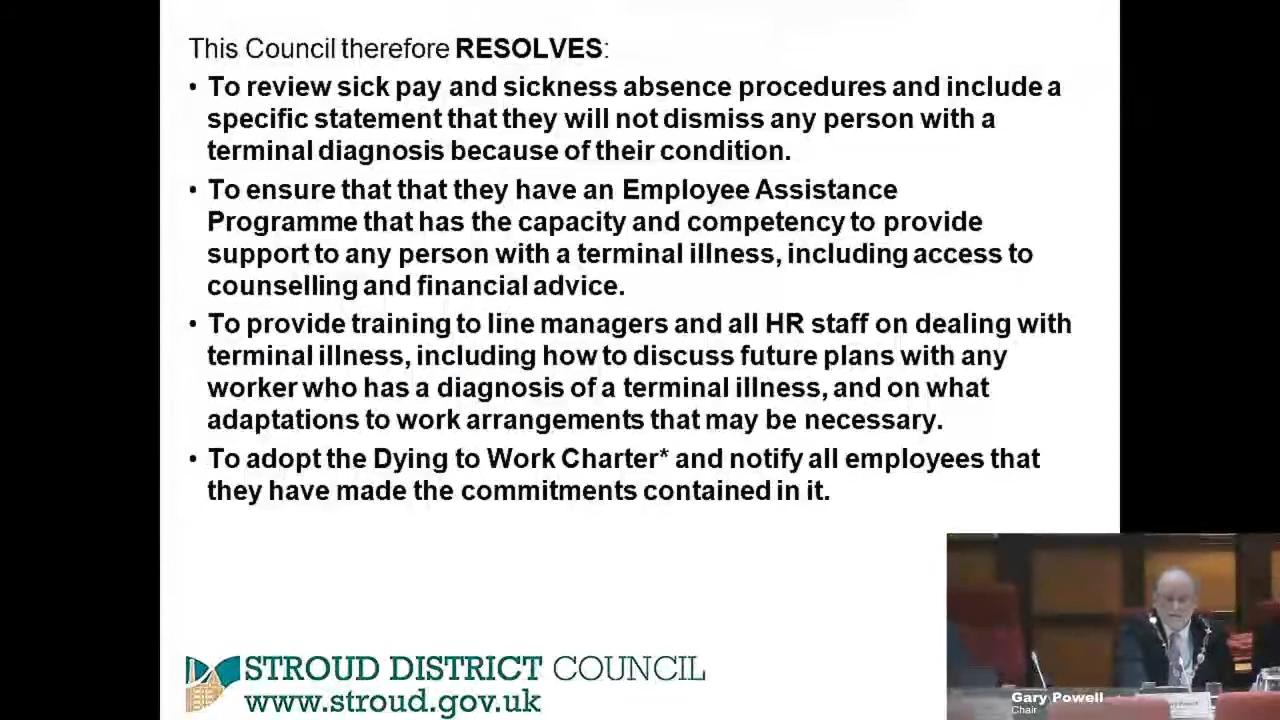 This Council therefore RESOLVES:
• To review sick pay and sickness absence procedures and include a
specific statement that they will not dismiss any person with a
terminal diagnosis because of their condition.
• To ensure that that they have an Employee Assistance
Programme that has the capacity and competency to provide
support to any person with a terminal illness, including access to
counselling and financial advice.
• To provide training to line managers and all HR staff on dealing with
terminal illness, including how to discuss future plans with any
worker who has a diagnosis of a terminal illness, and on what
adaptations to work arrangements that may be necessary.
• To adopt the Dying to Work Charter* and notify all employees that
they have made the commitments contained in it.
STROUD DISTRICT COUNCIL
www.stroud.gov.uk
Gary Powell
Chair